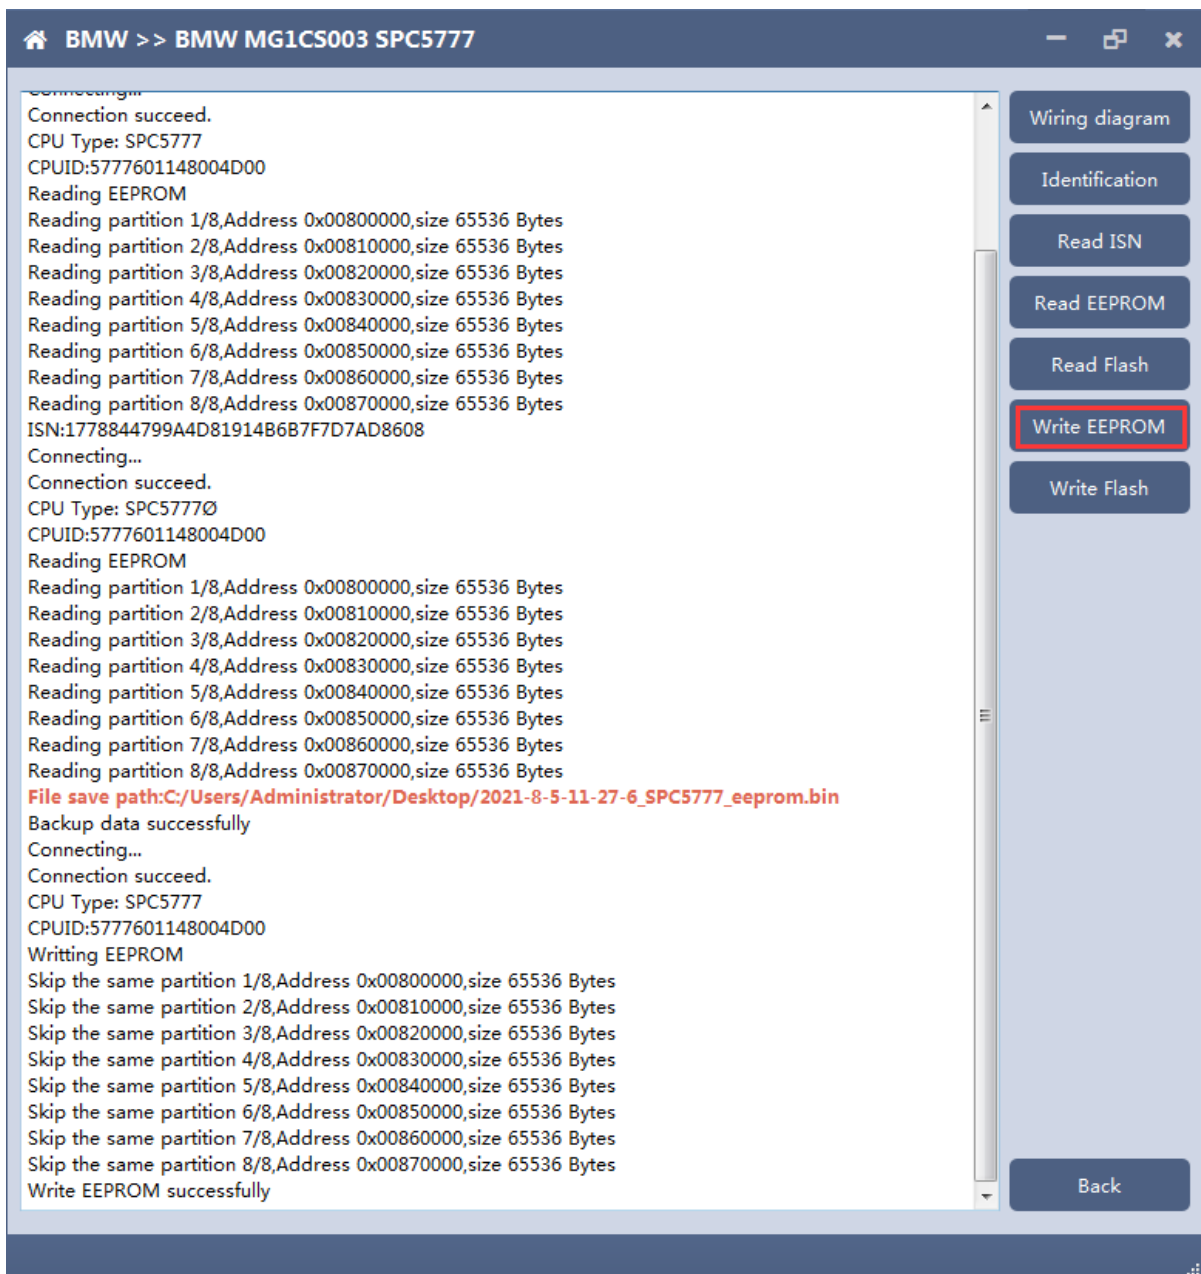 BMW >> BMW MG1CS003 SPC5777
Connecting...
Connection succeed.
CPU Type: SPC5777
CPUID:5777601148004D00
Reading EEPROM
Reading partition 1/8,Address 0x00800000,size 65536 Bytes
Reading partition 2/8,Address 0x00810000,size 65536 Bytes
Reading partition 3/8,Address 0x00820000,size 65536 Bytes
Reading partition 4/8,Address 0x00830000,size 65536 Bytes
Reading partition 5/8,Address 0x00840000,size 65536 Bytes
Reading partition 6/8,Address 0x00850000,size 65536 Bytes
Reading partition 7/8,Address 0x00860000,size 65536 Bytes
Reading partition 8/8,Address 0x00870000,size 65536 Bytes
ISN:1778844799A4D81914B6B7F7D7AD8608
Connecting...
Connection succeed.
CPU Type: SPC5777Ø
CPUID:5777601148004D00
Reading EEPROM
Reading partition 1/8,Address 0x00800000,size 65536 Bytes
Reading partition 2/8,Address 0x00810000,size 65536 Bytes
Reading partition 3/8,Address 0x00820000,size 65536 Bytes
Reading partition 4/8,Address 0x00830000,size 65536 Bytes
Reading partition 5/8,Address 0x00840000,size 65536 Bytes
Reading partition 6/8,Address 0x00850000,size 65536 Bytes
Reading partition 7/8,Address 0x00860000,size 65536 Bytes
Reading partition 8/8,Address 0x00870000,size 65536 Bytes
File save path:C:/Users/Administrator/Desktop/2021-8-5-11-27-6_SPC5777_eeprom.bin
Backup data successfully
Connecting...
Connection succeed.
CPU Type: SPC5777
CPUID:5777601148004D00
Writting EEPROM
Skip the same partition 1/8,Address 0x00800000,size 65536 Bytes
Skip the same partition 2/8,Address 0x00810000,size 65536 Bytes
Skip the same partition 3/8,Address 0x00820000,size 65536 Bytes
Skip the same partition 4/8,Address 0x00830000,size 65536 Bytes
Skip the same partition 5/8,Address 0x00840000,size 65536 Bytes
Skip the same partition 6/8,Address 0x00850000,size 65536 Bytes
Skip the same partition 7/8,Address 0x00860000,size 65536 Bytes
Skip the same partition 8/8,Address 0x00870000,size 65536 Bytes
Write EEPROM successfully
Wiring diagram
Identification
Read ISN
Read EEPROM
Read Flash
Write EEPROM
Write Flash
Back